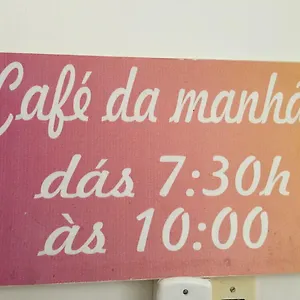 Café da manhã
dás 7:30h
às 10:00